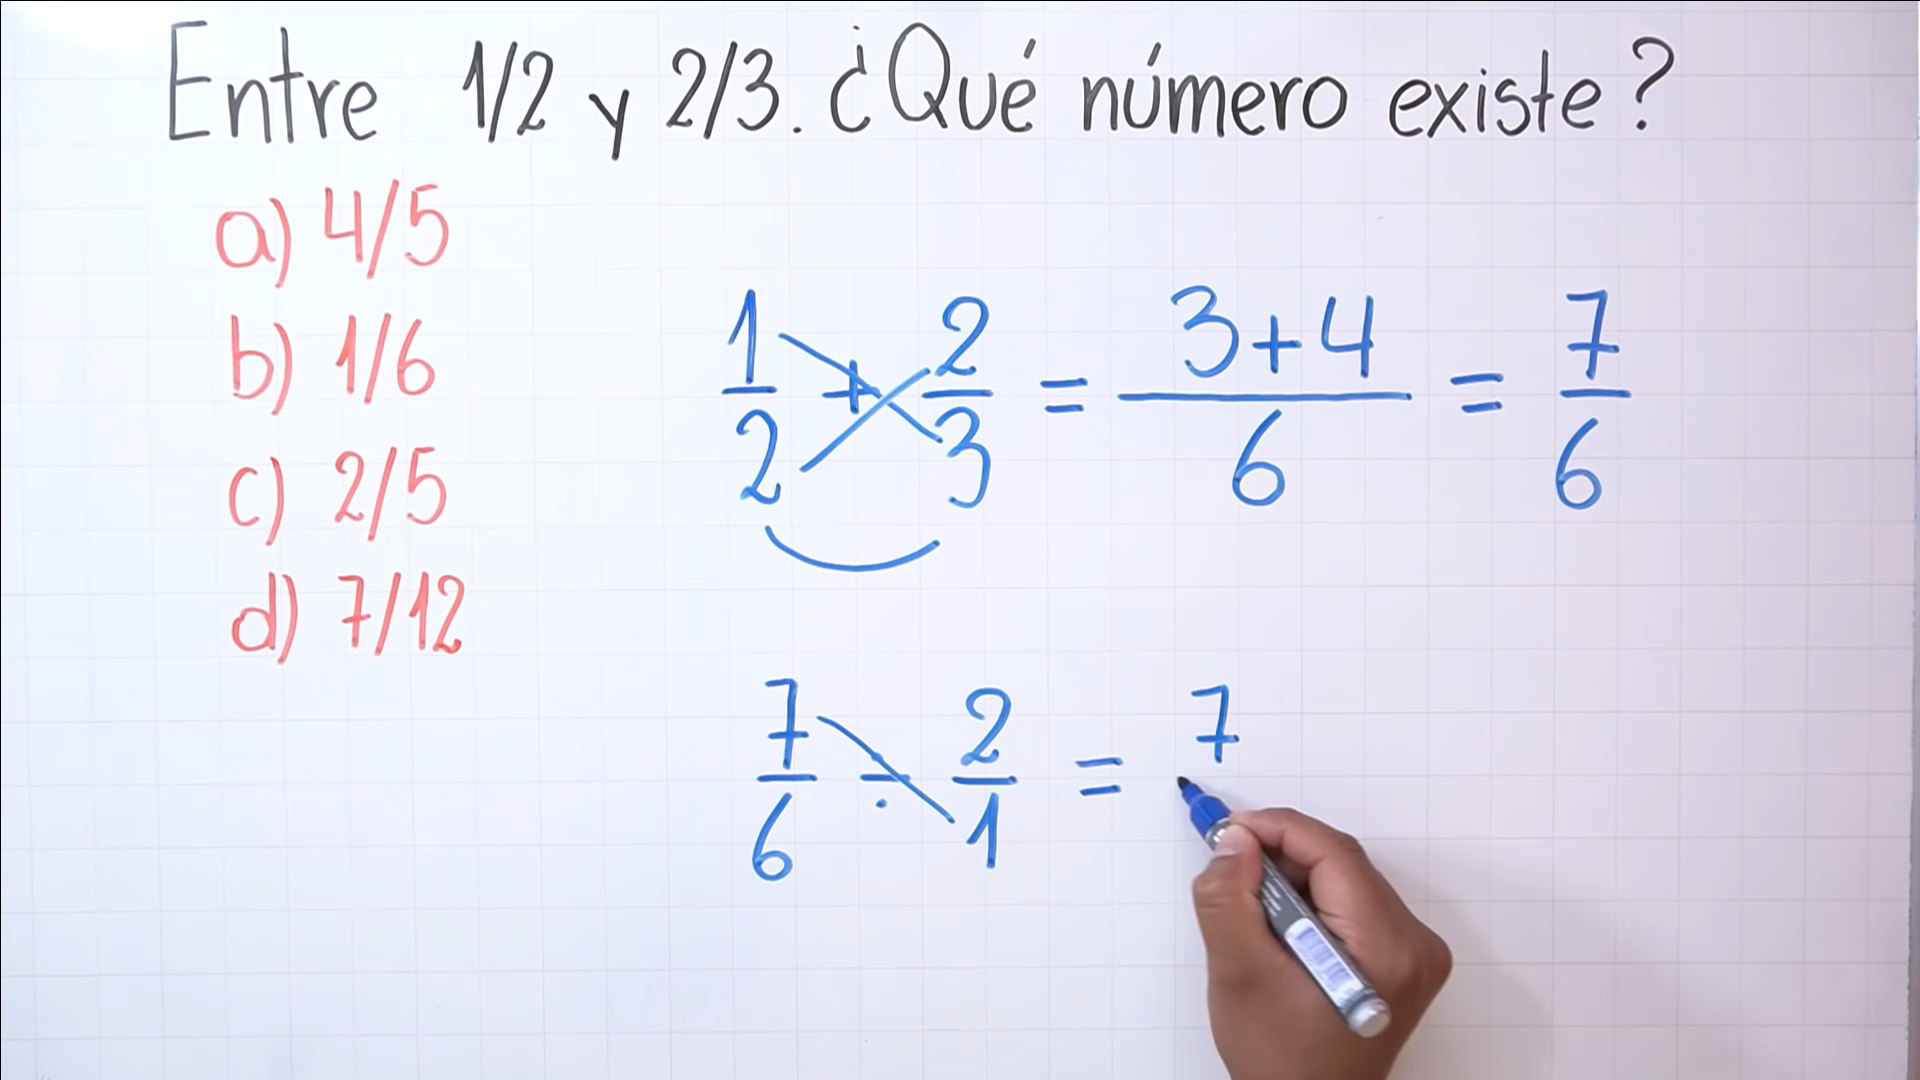 Entre 1/2 y 2/3. ¿Qué número existe?
a) 4/5
b) 1/6
c) 2/5
d) 7/12
1/2 + 2/3 = 3+4/6 = 7/6
7/6 ÷ 2/1 = 7